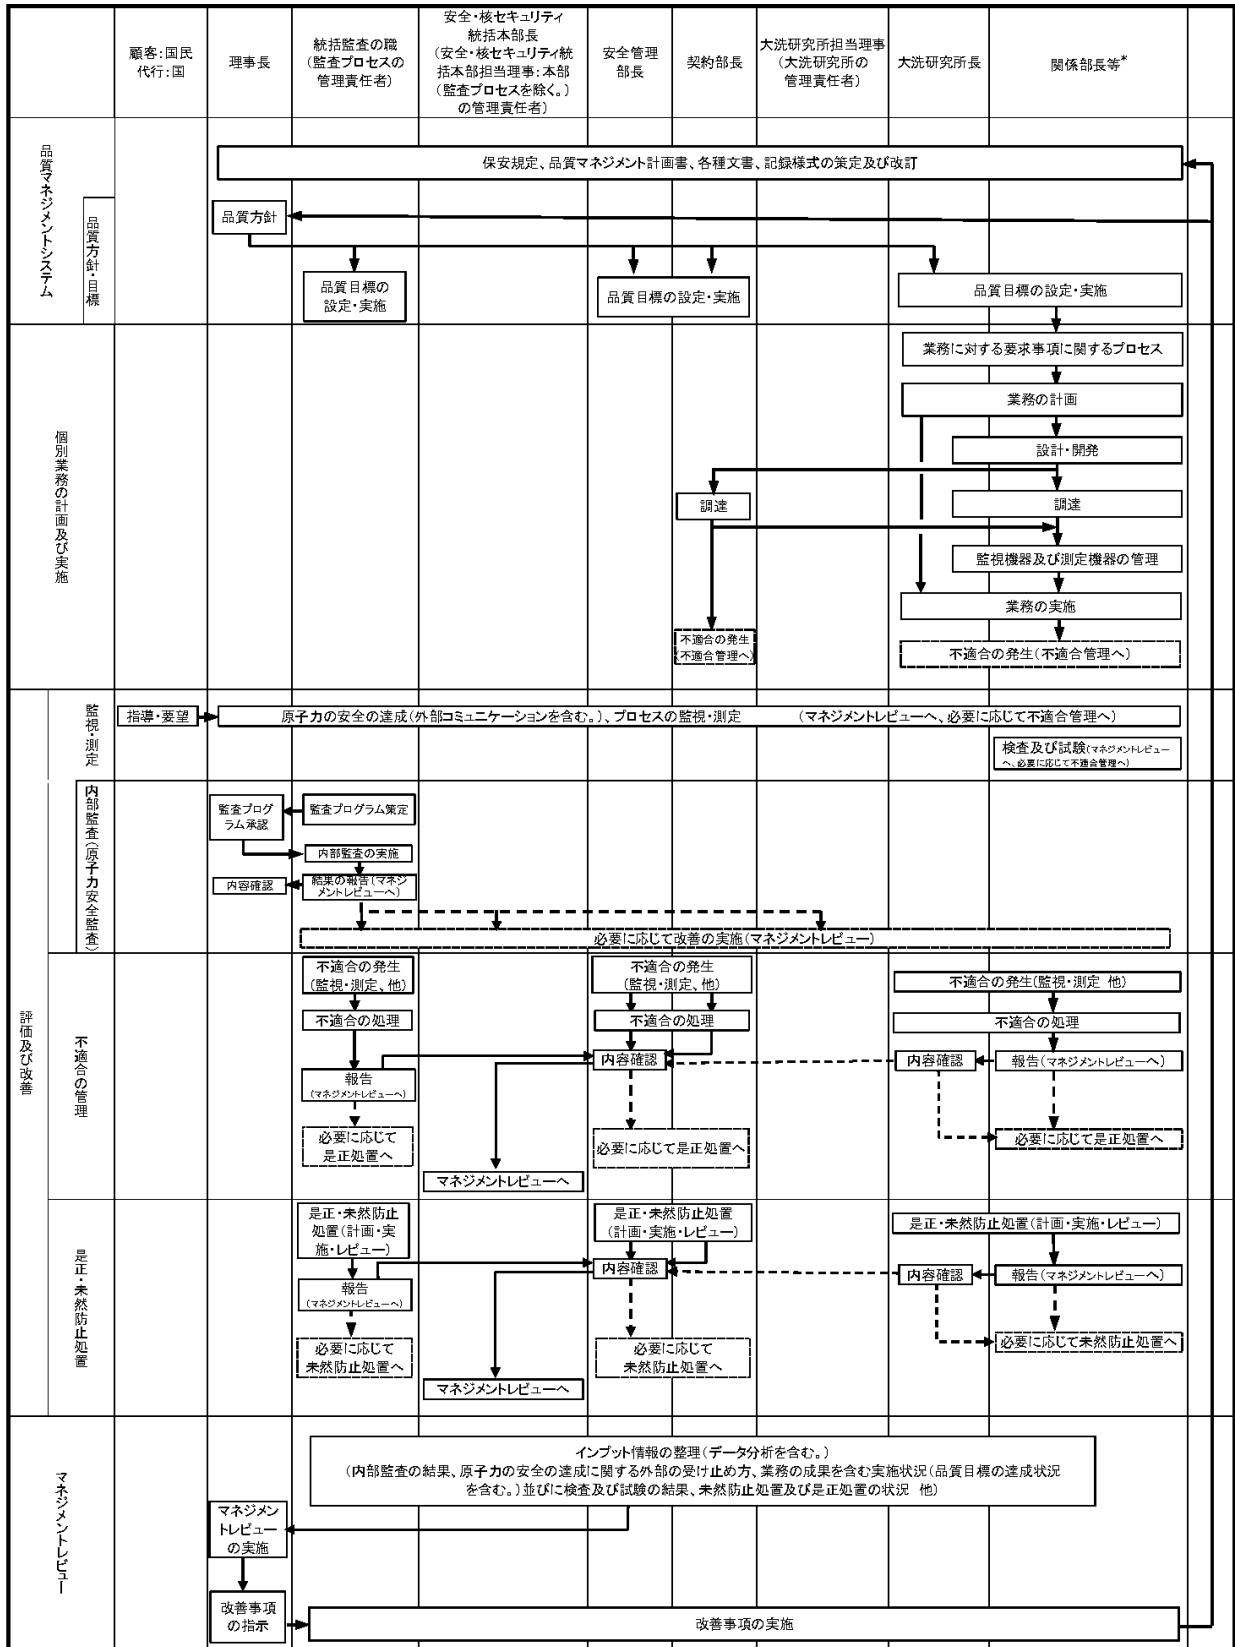 顧客:国民
代行:国
理事長
統括監査の職
(監査プロセスの
管理責任者)
安全・核セキュリティ
統括本部長
(安全・核セキュリティ統
括本部担当理事:本部
(監査プロセスを除く。)
の管理責任者)
安全管理
部長
契約部長
大洗研究所担当理事
(大洗研究所の
管理責任者)
大洗研究所長
関係部長等*
品質マネジメントシステム
保安規定、品質マネジメント計画書、各種文書、記録様式の策定及び改訂
品質方針・目標
品質方針
品質目標の
設定・実施
品質目標の設定・実施
品質目標の設定・実施
個別業務の計画及び実施
業務に対する要求事項に関するプロセス
業務の計画
設計・開発
調達
調達
監視機器及び測定機器の管理
業務の実施
不適合の発生
(不適合管理へ)
不適合の発生(不適合管理へ)
評価及び改善
監視・測定
指導・要望
原子力の安全の達成(外部コミュニケーションを含む。)、プロセスの監視・測定 (マネジメントレビューへ、必要に応じて不適合管理へ)
検査及び試験(マネジメントレビュー
へ、必要に応じて不適合管理へ)
内部監査(原子力安全監査)
監査プログ
ラム承認
監査プログラム策定
内部監査の実施
内容確認
結果の報告(マネジ
メントレビューへ)
必要に応じて改善の実施(マネジメントレビュー)
不適合の管理
不適合の発生
(監視・測定、他)
不適合の発生
(監視・測定、他)
不適合の発生(監視・測定 他)
不適合の処理
不適合の処理
不適合の処理
内容確認
内容確認
報告(マネジメントレビューへ)
報告
(マネジメントレビューへ)
必要に応じて
是正処置へ
必要に応じて是正処置へ
必要に応じて是正処置へ
マネジメントレビューへ
是正・未然防止処置
是正・未然防止
処置(計画・実
施・レビュー)
是正・未然防止処置
(計画・実施・レビュー)
是正・未然防止処置(計画・実施・レビュー)
内容確認
内容確認
報告(マネジメントレビューへ)
報告
(マネジメントレビューへ)
必要に応じて
未然防止処置へ
必要に応じて
未然防止処置へ
必要に応じて未然防止処置へ
マネジメントレビューへ
マネジメントレビュー
インプット情報の整理(データ分析を含む。)
(内部監査の結果、原子力の安全の達成に関する外部の受け止め方、業務の成果を含む実施状況(品質目標の達成状況
を含む。)並びに検査及び試験の結果、未然防止処置及び是正処置の状況 他)
マネジメン
トレビュー
の実施
改善事項
の指示
改善事項の実施